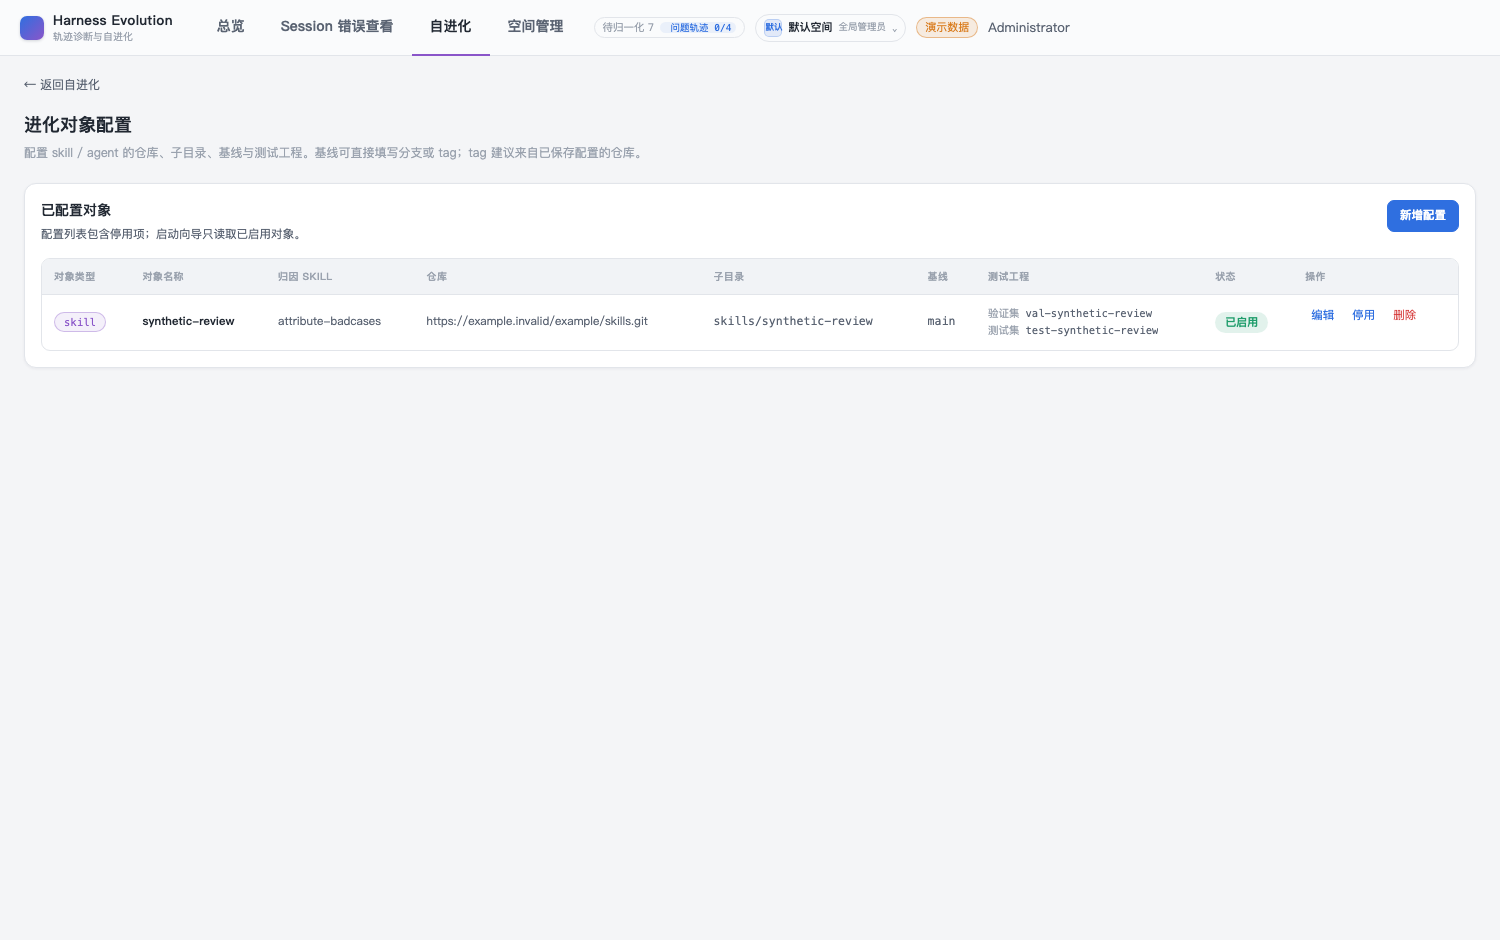 Harness Evolution
轨迹诊断与自进化
总览
Session 错误查看
自进化
空间管理
待归一化 7 问题轨迹 0/4
默认 默认空间 全局管理员
演示数据
Administrator
← 返回自进化
进化对象配置
配置 skill / agent 的仓库、子目录、基线与测试工程。基线可直接填写分支或 tag；tag 建议来自已保存配置的仓库。
已配置对象
配置列表包含停用项；启动向导只读取已启用对象。
新增配置
对象类型 对象名称 归因 SKILL 仓库 子目录 基线 测试工程 状态 操作
skill synthetic-review attribute-badcases https://example.invalid/example/skills.git skills/synthetic-review main
验证集 val-synthetic-review
测试集 test-synthetic-review
已启用
编辑 停用 删除